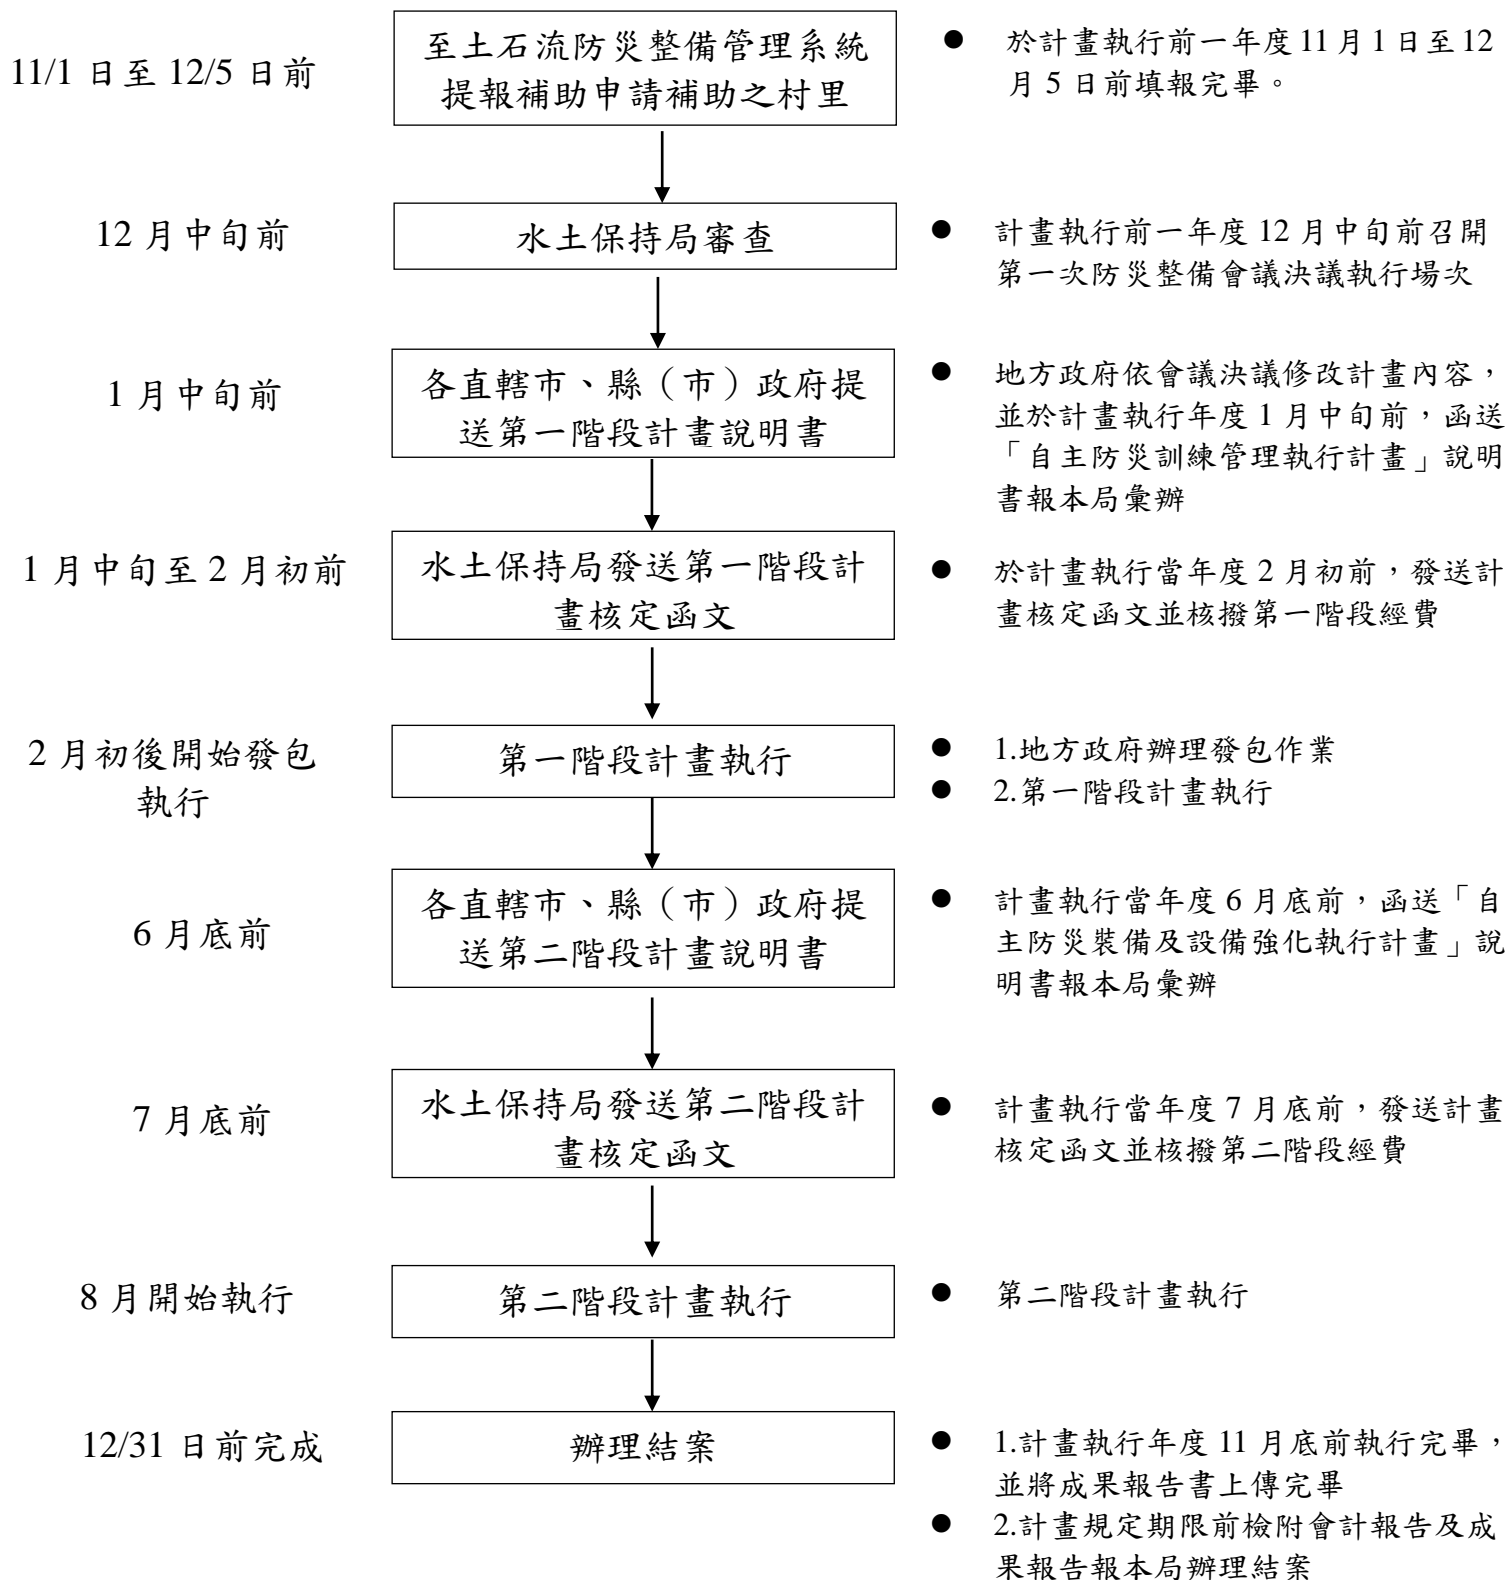 11/1 日至 12/5 日前
至土石流防災整備管理系統
提報補助申請補助之村里
● 於計畫執行前一年度 11 月 1 日至 12
月 5 日前填報完畢。
12 月中旬前
水土保持局審查
● 計畫執行前一年度 12 月中旬前召開
第一次防災整備會議決議執行場次
1 月中旬前
各直轄市、縣（市）政府提
送第一階段計畫說明書
● 地方政府依會議決議修改計畫內容，
並於計畫執行年度 1 月中旬前，函送
「自主防災訓練管理執行計畫」說明
書報本局彙辦
1 月中旬至 2 月初前
水土保持局發送第一階段計
畫核定函文
● 於計畫執行當年度 2 月初前，發送計
畫核定函文並核撥第一階段經費
2 月初後開始發包
執行
第一階段計畫執行
● 1.地方政府辦理發包作業
● 2.第一階段計畫執行
6 月底前
各直轄市、縣（市）政府提
送第二階段計畫說明書
● 計畫執行當年度 6 月底前，函送「自
主防災裝備及設備強化執行計畫」說
明書報本局彙辦
7 月底前
水土保持局發送第二階段計
畫核定函文
● 計畫執行當年度 7 月底前，發送計畫
核定函文並核撥第二階段經費
8 月開始執行
第二階段計畫執行
● 第二階段計畫執行
12/31 日前完成
辦理結案
● 1.計畫執行年度 11 月底前執行完畢，
並將成果報告書上傳完畢
● 2.計畫規定期限前檢附會計報告及成
果報告報本局辦理結案